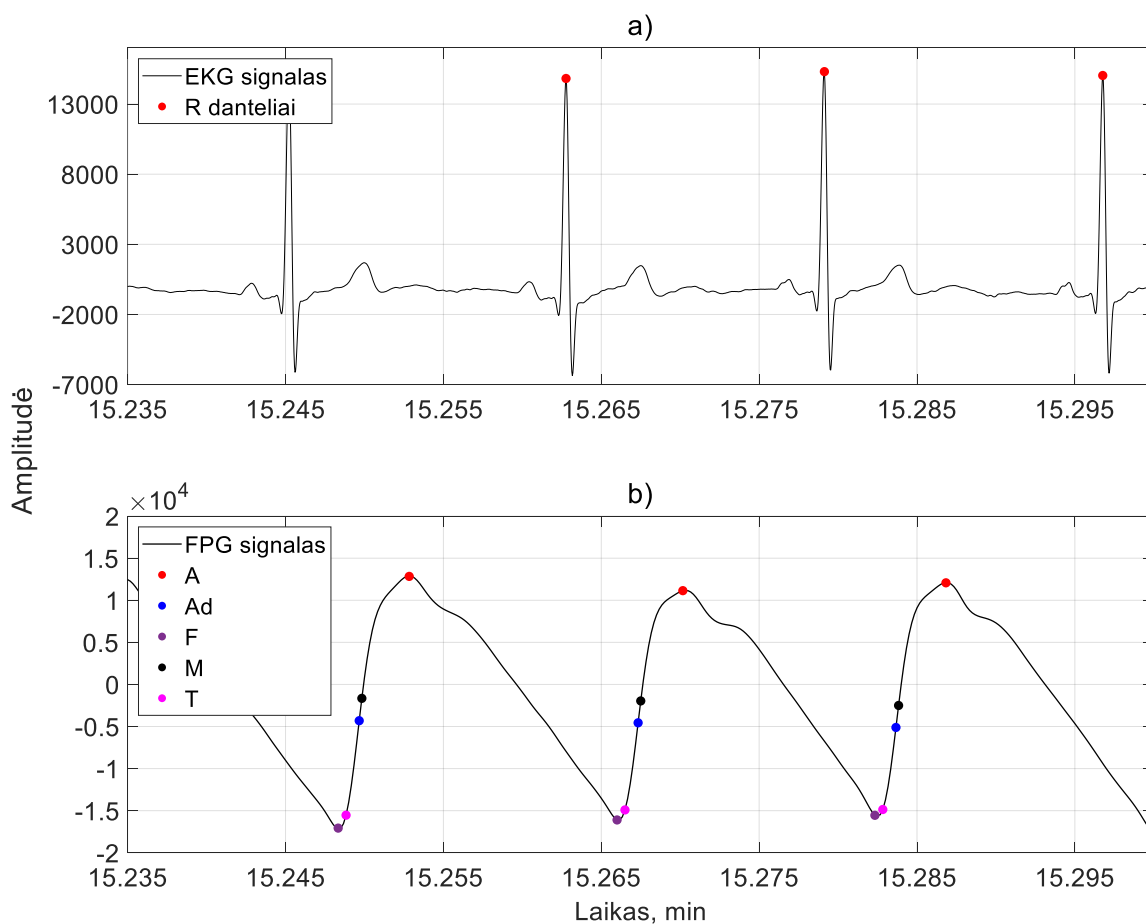 a)
EKG signalas
R danteliai
13000
8000
3000
-2000
-7000
15.235 15.245 15.255 15.265 15.275 15.285 15.295
Amplitudė
b)
×10⁴
FPG signalas
A
Ad
F
M
T
2
1.5
1
0.5
0
-0.5
-1
-1.5
-2
15.235 15.245 15.255 15.265 15.275 15.285 15.295
Laikas, min